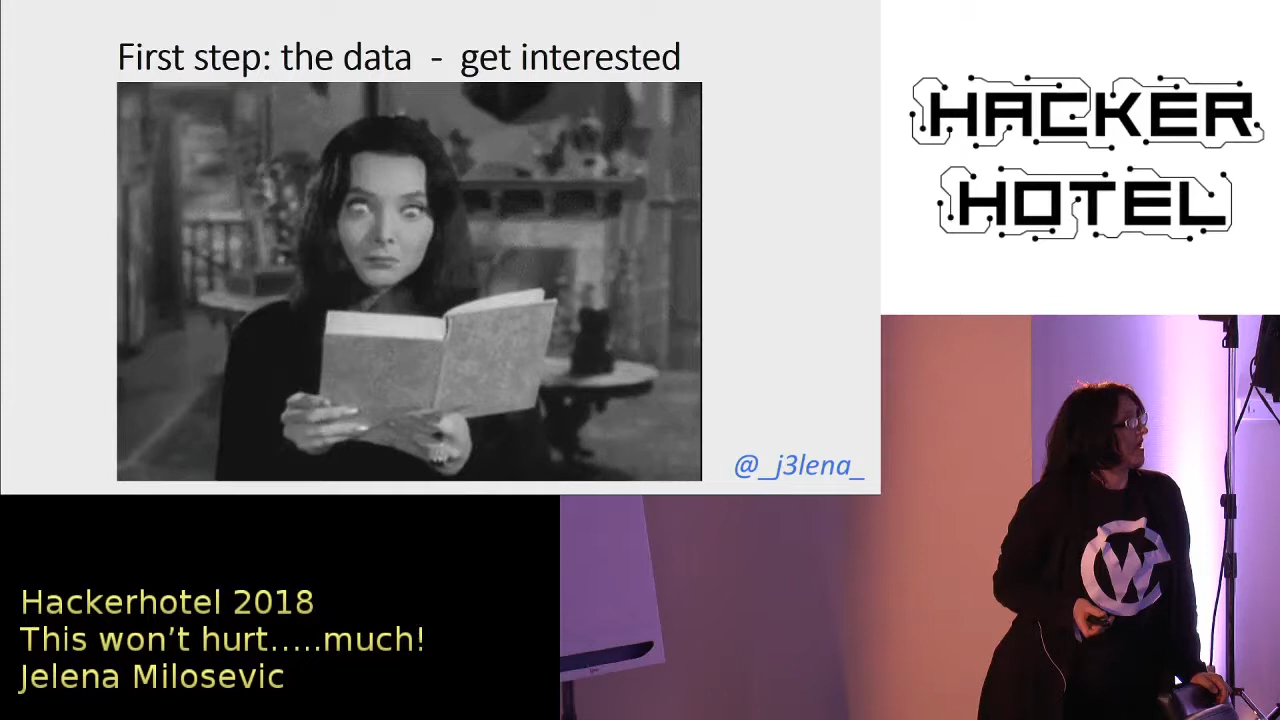 First step: the data - get interested
HACKER
HOTEL
@_j3lena_
W
Hackerhotel 2018
This won't hurt.....much!
Jelena Milosevic